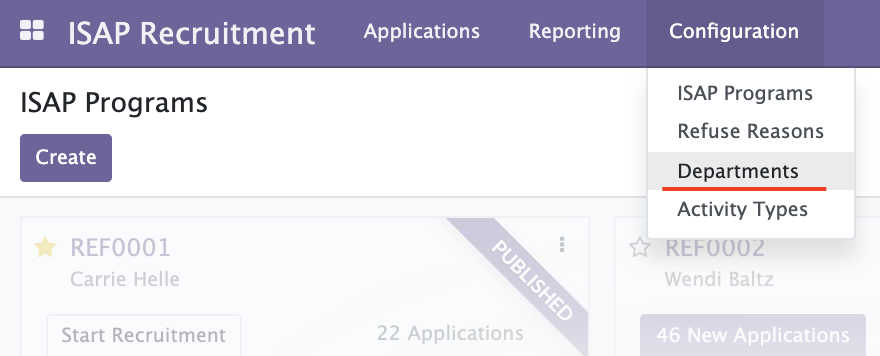 ISAP Recruitment Applications Reporting Configuration
ISAP Programs
Refuse Reasons
Departments
Activity Types
ISAP Programs
Create
REF0001
Carrie Helle
PUBLISHED
Start Recruitment
22 Applications
REF0002
Wendi Baltz
46 New Applications